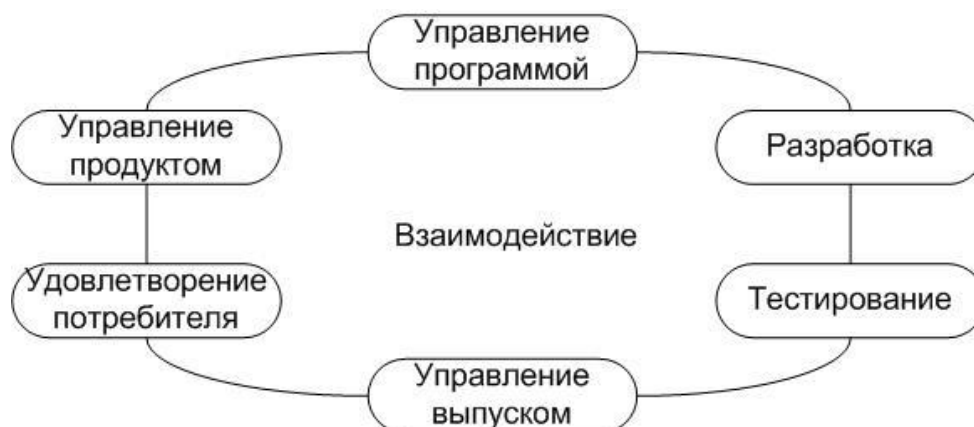 Управление
программой
Управление
продуктом
Разработка
Взаимодействие
Удовлетворение
потребителя
Тестирование
Управление
выпуском